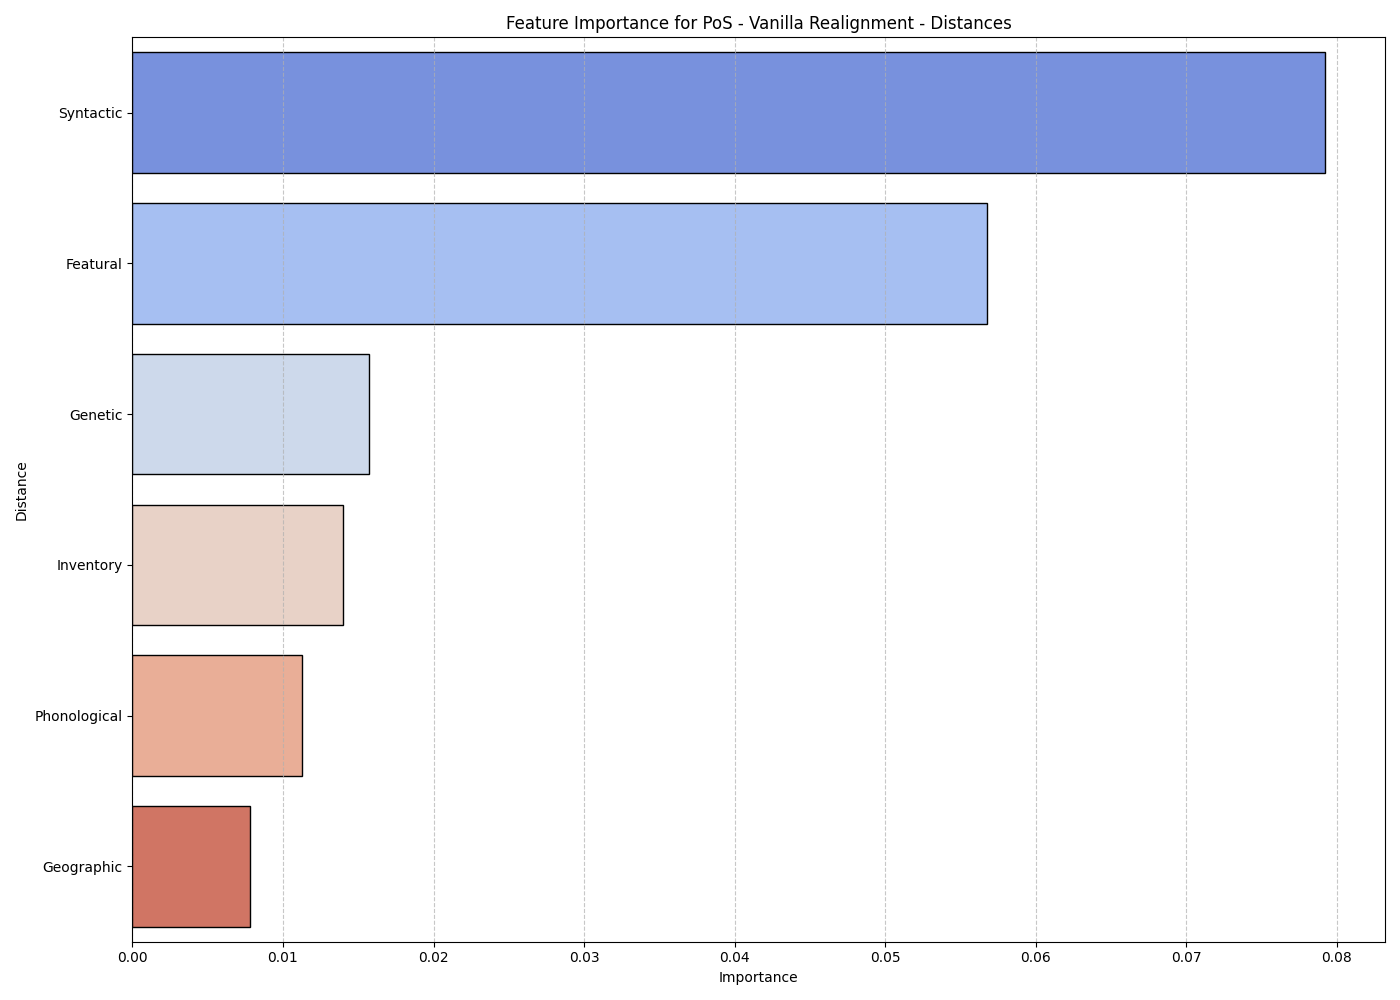 Feature Importance for PoS - Vanilla Realignment - Distances
Distance
Syntactic
Featural
Genetic
Inventory
Phonological
Geographic
0.00 0.01 0.02 0.03 0.04 0.05 0.06 0.07 0.08
Importance